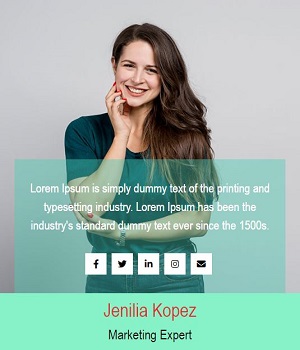 Lorem Ipsum is simply dummy text of the printing and
typesetting industry. Lorem Ipsum has been the
industry's standard dummy text ever since the 1500s.
Jenilia Kopez
Marketing Expert